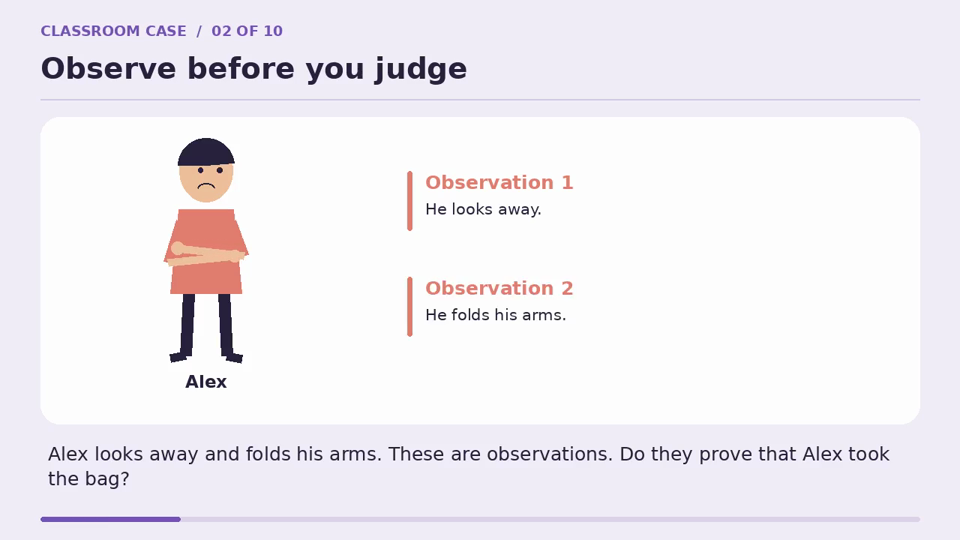 CLASSROOM CASE / 02 OF 10
Observe before you judge
Observation 1
He looks away.
Observation 2
He folds his arms.
Alex
Alex looks away and folds his arms. These are observations. Do they prove that Alex took
the bag?